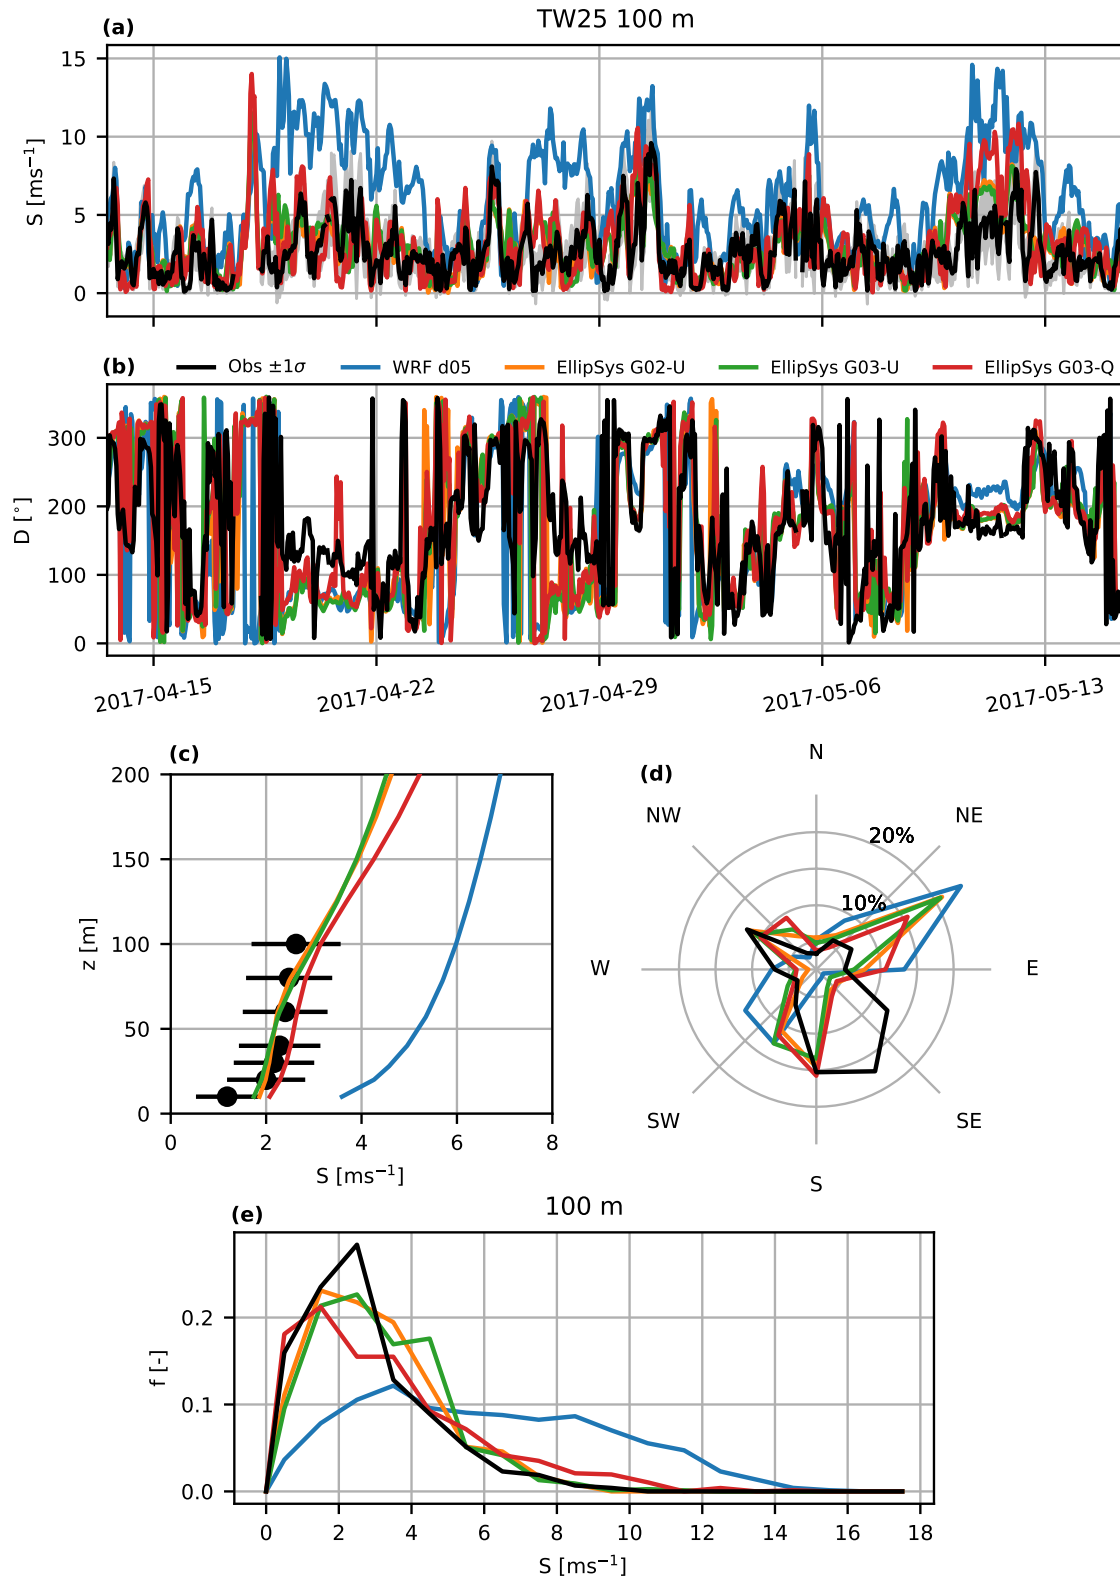 TW25 100 m
(a)
15
10
5
0
S [ms⁻¹]
(b)
Obs ±1σ
WRF d05
EllipSys G02-U
EllipSys G03-U
EllipSys G03-Q
300
200
100
0
D [°]
2017-04-15
2017-04-22
2017-04-29
2017-05-06
2017-05-13
(c)
200
150
100
50
0
z [m]
0 2 4 6 8
S [ms⁻¹]
(d)
N
NW
NE
20%
10%
W
E
SW
SE
S
(e)
100 m
0.2
0.1
0.0
f [-]
0 2 4 6 8 10 12 14 16 18
S [ms⁻¹]